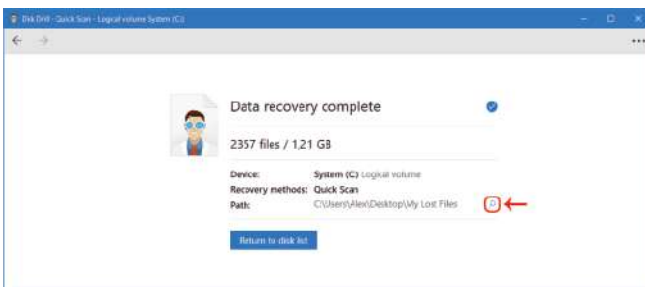 Disk Drill - Quick Scan - Logical volume System (C:)
Data recovery complete
2357 files / 1,21 GB
Device: System (C) Logical volume
Recovery methods: Quick Scan
Path: C:\Users\Alex\Desktop\My Lost Files
Return to disk list